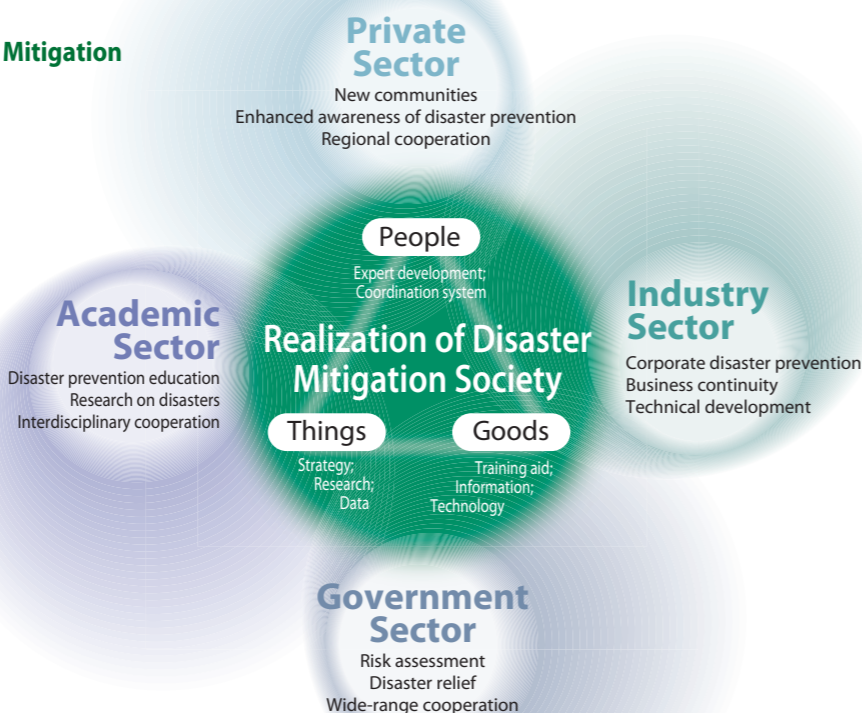 Mitigation
Private
Sector
New communities
Enhanced awareness of disaster prevention
Regional cooperation
People
Expert development;
Coordination system
Academic
Sector
Disaster prevention education
Research on disasters
Interdisciplinary cooperation
Realization of Disaster
Mitigation Society
Industry
Sector
Corporate disaster prevention
Business continuity
Technical development
Things
Strategy;
Research;
Data
Goods
Training aid;
Information;
Technology
Government
Sector
Risk assessment
Disaster relief
Wide-range cooperation